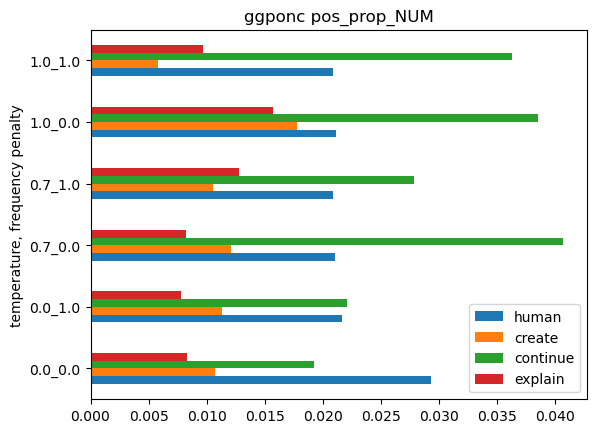 ggponc pos_prop_NUM
temperature, frequency penalty
1.0_1.0
1.0_0.0
0.7_1.0
0.7_0.0
0.0_1.0
0.0_0.0
human
create
continue
explain
0.000 0.005 0.010 0.015 0.020 0.025 0.030 0.035 0.040